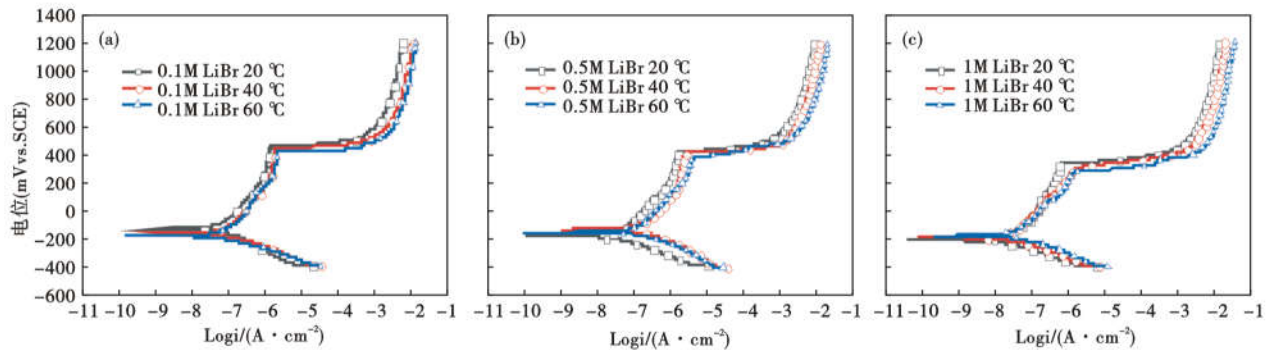 1400
1200
1000
800
600
400
200
0
−200
−400
−600
电位(mV vs.SCE)
(a)
0.1M LiBr 20 ℃
0.1M LiBr 40 ℃
0.1M LiBr 60 ℃
−11 −10 −9 −8 −7 −6 −5 −4 −3 −2 −1
Logi/(A · cm⁻²)
(b)
0.5M LiBr 20 ℃
0.5M LiBr 40 ℃
0.5M LiBr 60 ℃
−11 −10 −9 −8 −7 −6 −5 −4 −3 −2 −1
Logi/(A · cm⁻²)
(c)
1M LiBr 20 ℃
1M LiBr 40 ℃
1M LiBr 60 ℃
−11 −10 −9 −8 −7 −6 −5 −4 −3 −2 −1
Logi/(A · cm⁻²)